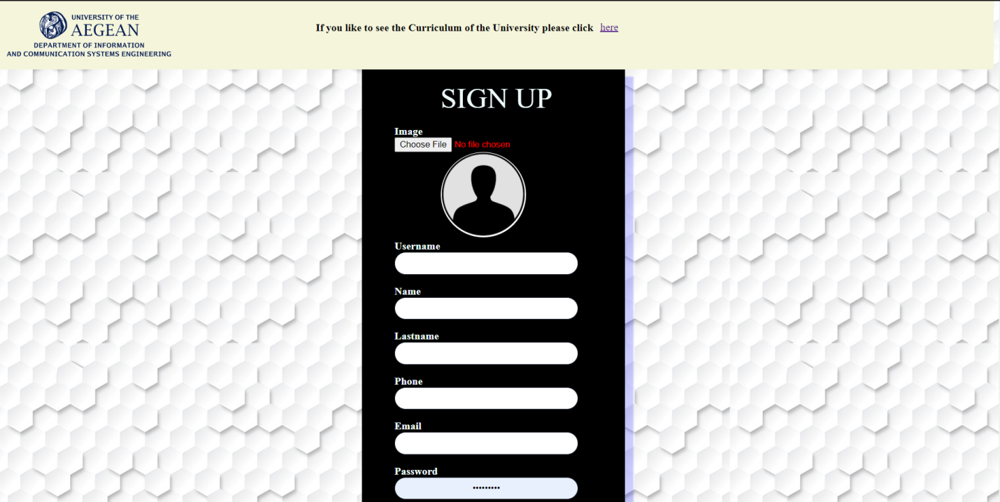 UNIVERSITY OF THE
AEGEAN
DEPARTMENT OF INFORMATION
AND COMMUNICATION SYSTEMS ENGINEERING
If you like to see the Curriculum of the University please click here
SIGN UP
Image
Choose File No file chosen
Username
Name
Lastname
Phone
Email
Password
•••••••••